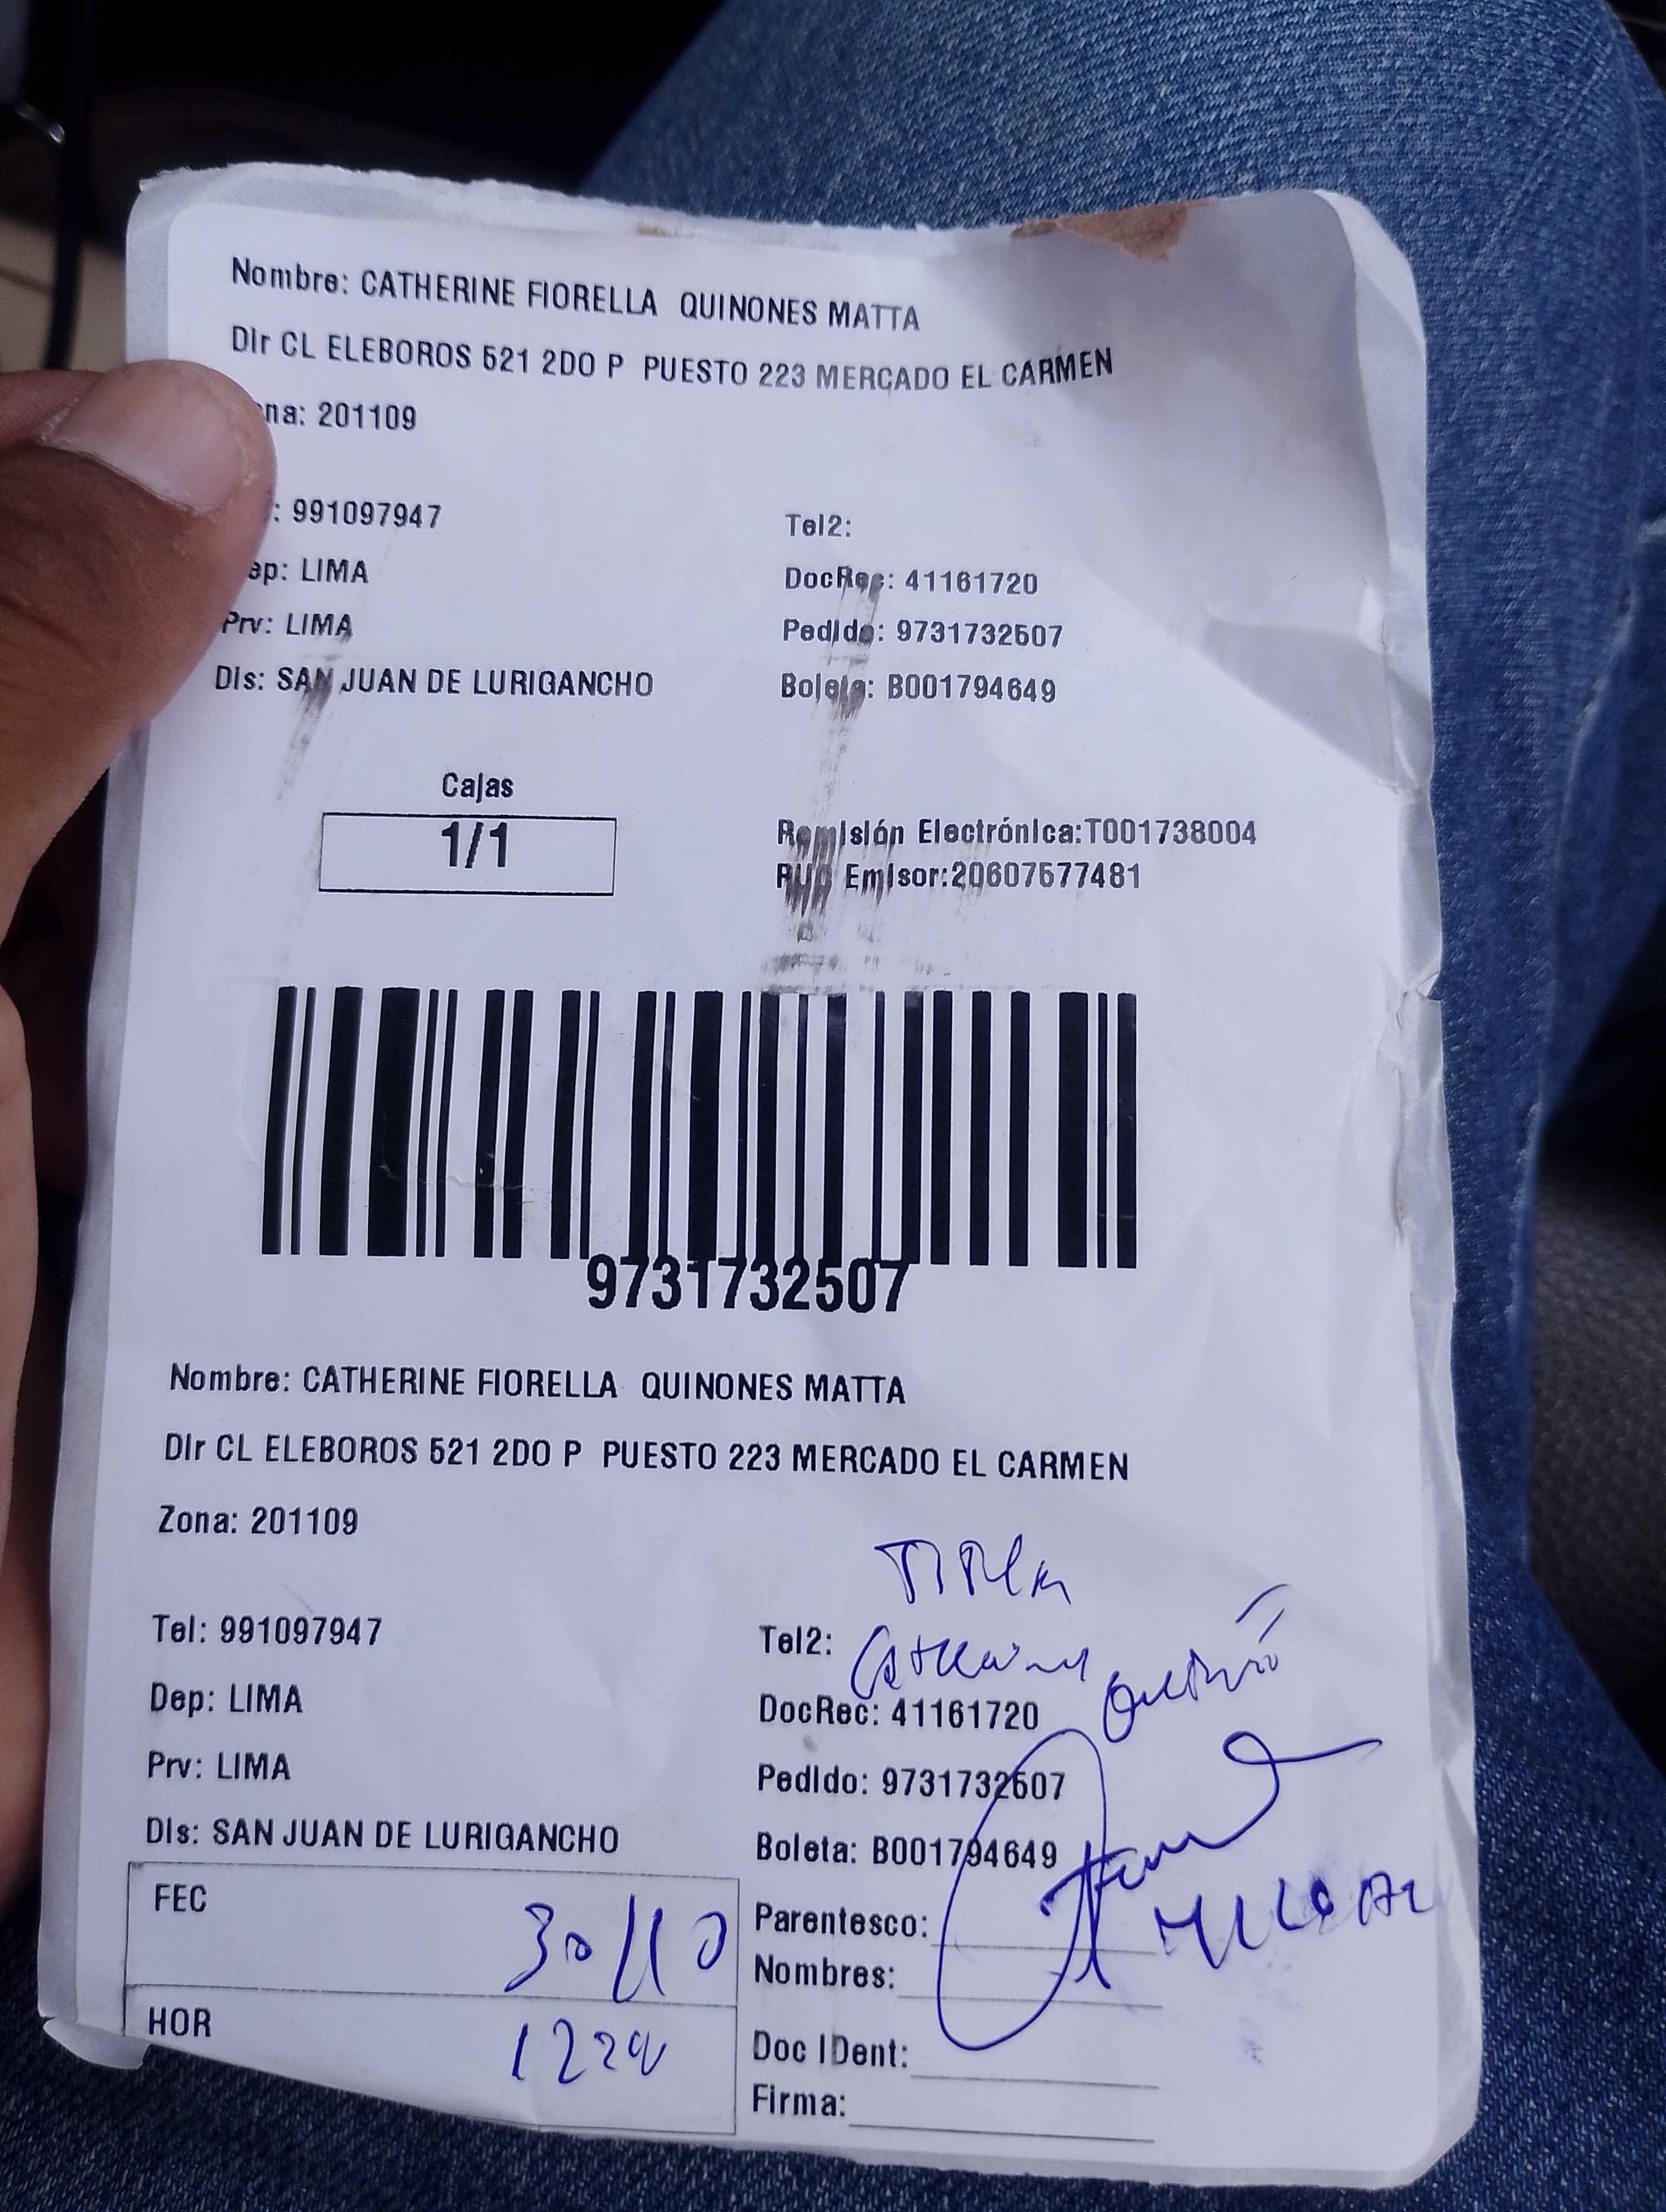 Nombre: CATHERINE FIORELLA QUINONES MATTA
Dir CL ELEBOROS 521 2DO P PUESTO 223 MERCADO EL CARMEN
na: 201109
: 991097947
Tel2:
ep: LIMA
DocRec: 41161720
Prv: LIMA
Pedido: 9731732507
Dis: SAN JUAN DE LURIGANCHO
Boleta: B001794649
Cajas
1/1
Remisión Electrónica:T001738004
RUC Emisor:20607577481
9731732507
Nombre: CATHERINE FIORELLA QUINONES MATTA
Dir CL ELEBOROS 521 2DO P PUESTO 223 MERCADO EL CARMEN
Zona: 201109
Tel: 991097947
Tel2:
Dep: LIMA
DocRec: 41161720
Prv: LIMA
Pedido: 9731732507
Dis: SAN JUAN DE LURIGANCHO
Boleta: B001794649
FEC 30/10
Parentesco:
Nombres:
HOR
Doc IDent:
Firma: